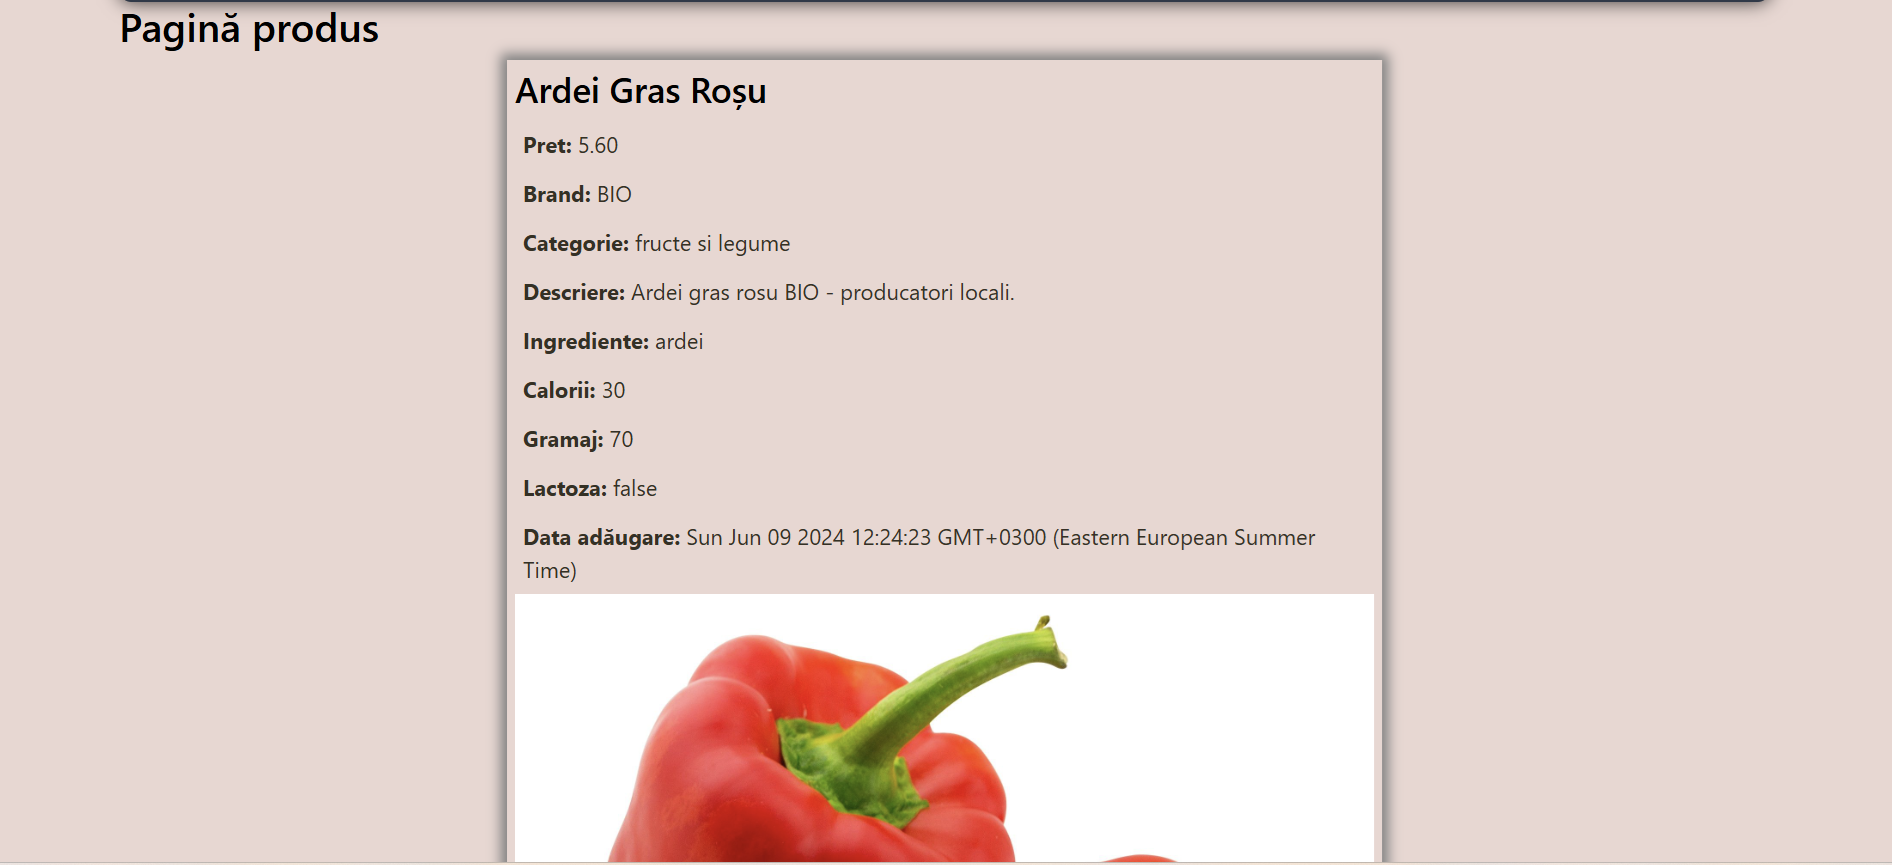 Pagină produs
Ardei Gras Roșu
Pret: 5.60
Brand: BIO
Categorie: fructe si legume
Descriere: Ardei gras rosu BIO - producatori locali.
Ingrediente: ardei
Calorii: 30
Gramaj: 70
Lactoza: false
Data adăugare: Sun Jun 09 2024 12:24:23 GMT+0300 (Eastern European Summer
Time)